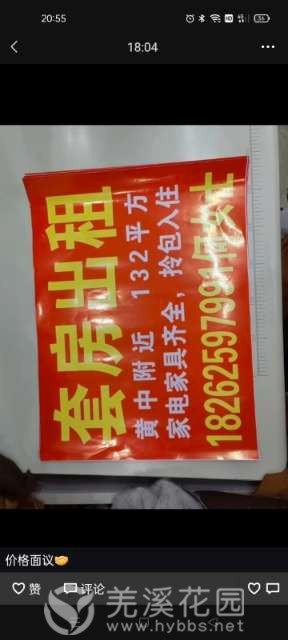 20:55
18:04
套房出租
黄中附近 132平方
家电家具齐全，拎包入住
18262597991何女士
价格面议🤝
赞
评论
羌溪花园
www.hybbs.net